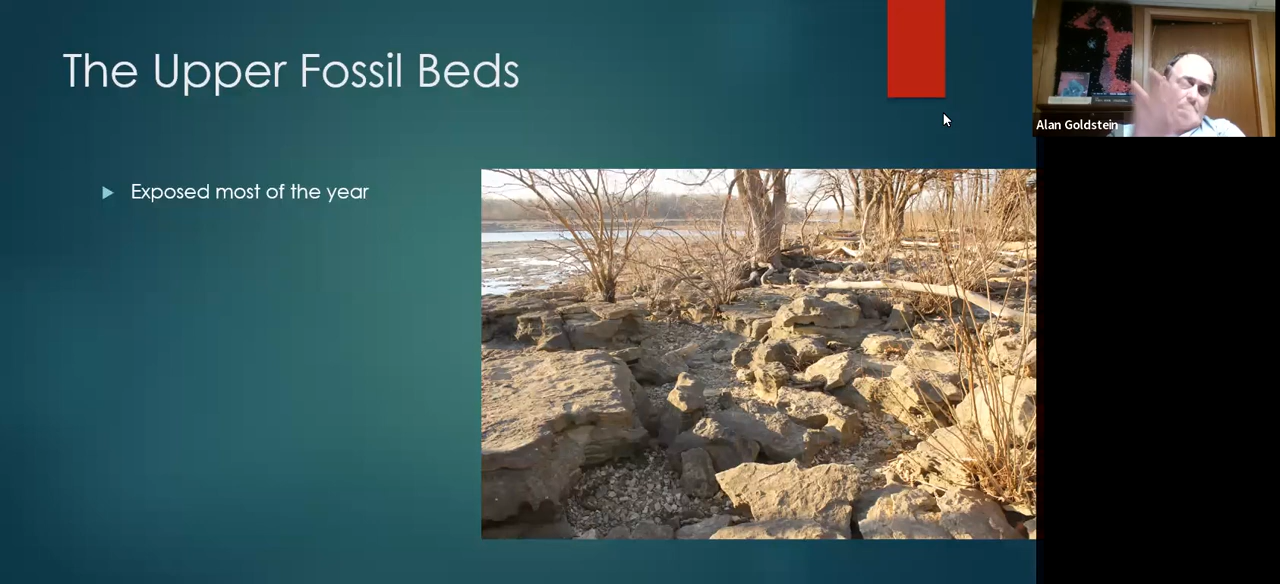 The Upper Fossil Beds
Exposed most of the year
Alan Goldstein